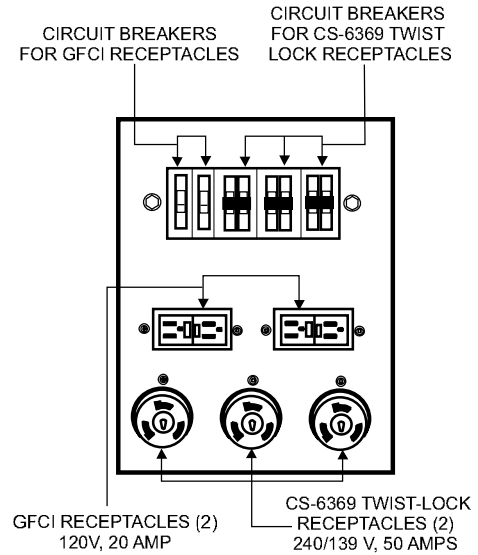 CIRCUIT BREAKERS
FOR GFCI RECEPTACLES
CIRCUIT BREAKERS
FOR CS-6369 TWIST
LOCK RECEPTACLES
GFCI RECEPTACLES (2)
120V, 20 AMP
CS-6369 TWIST-LOCK
RECEPTACLES (2)
240/139 V, 50 AMPS